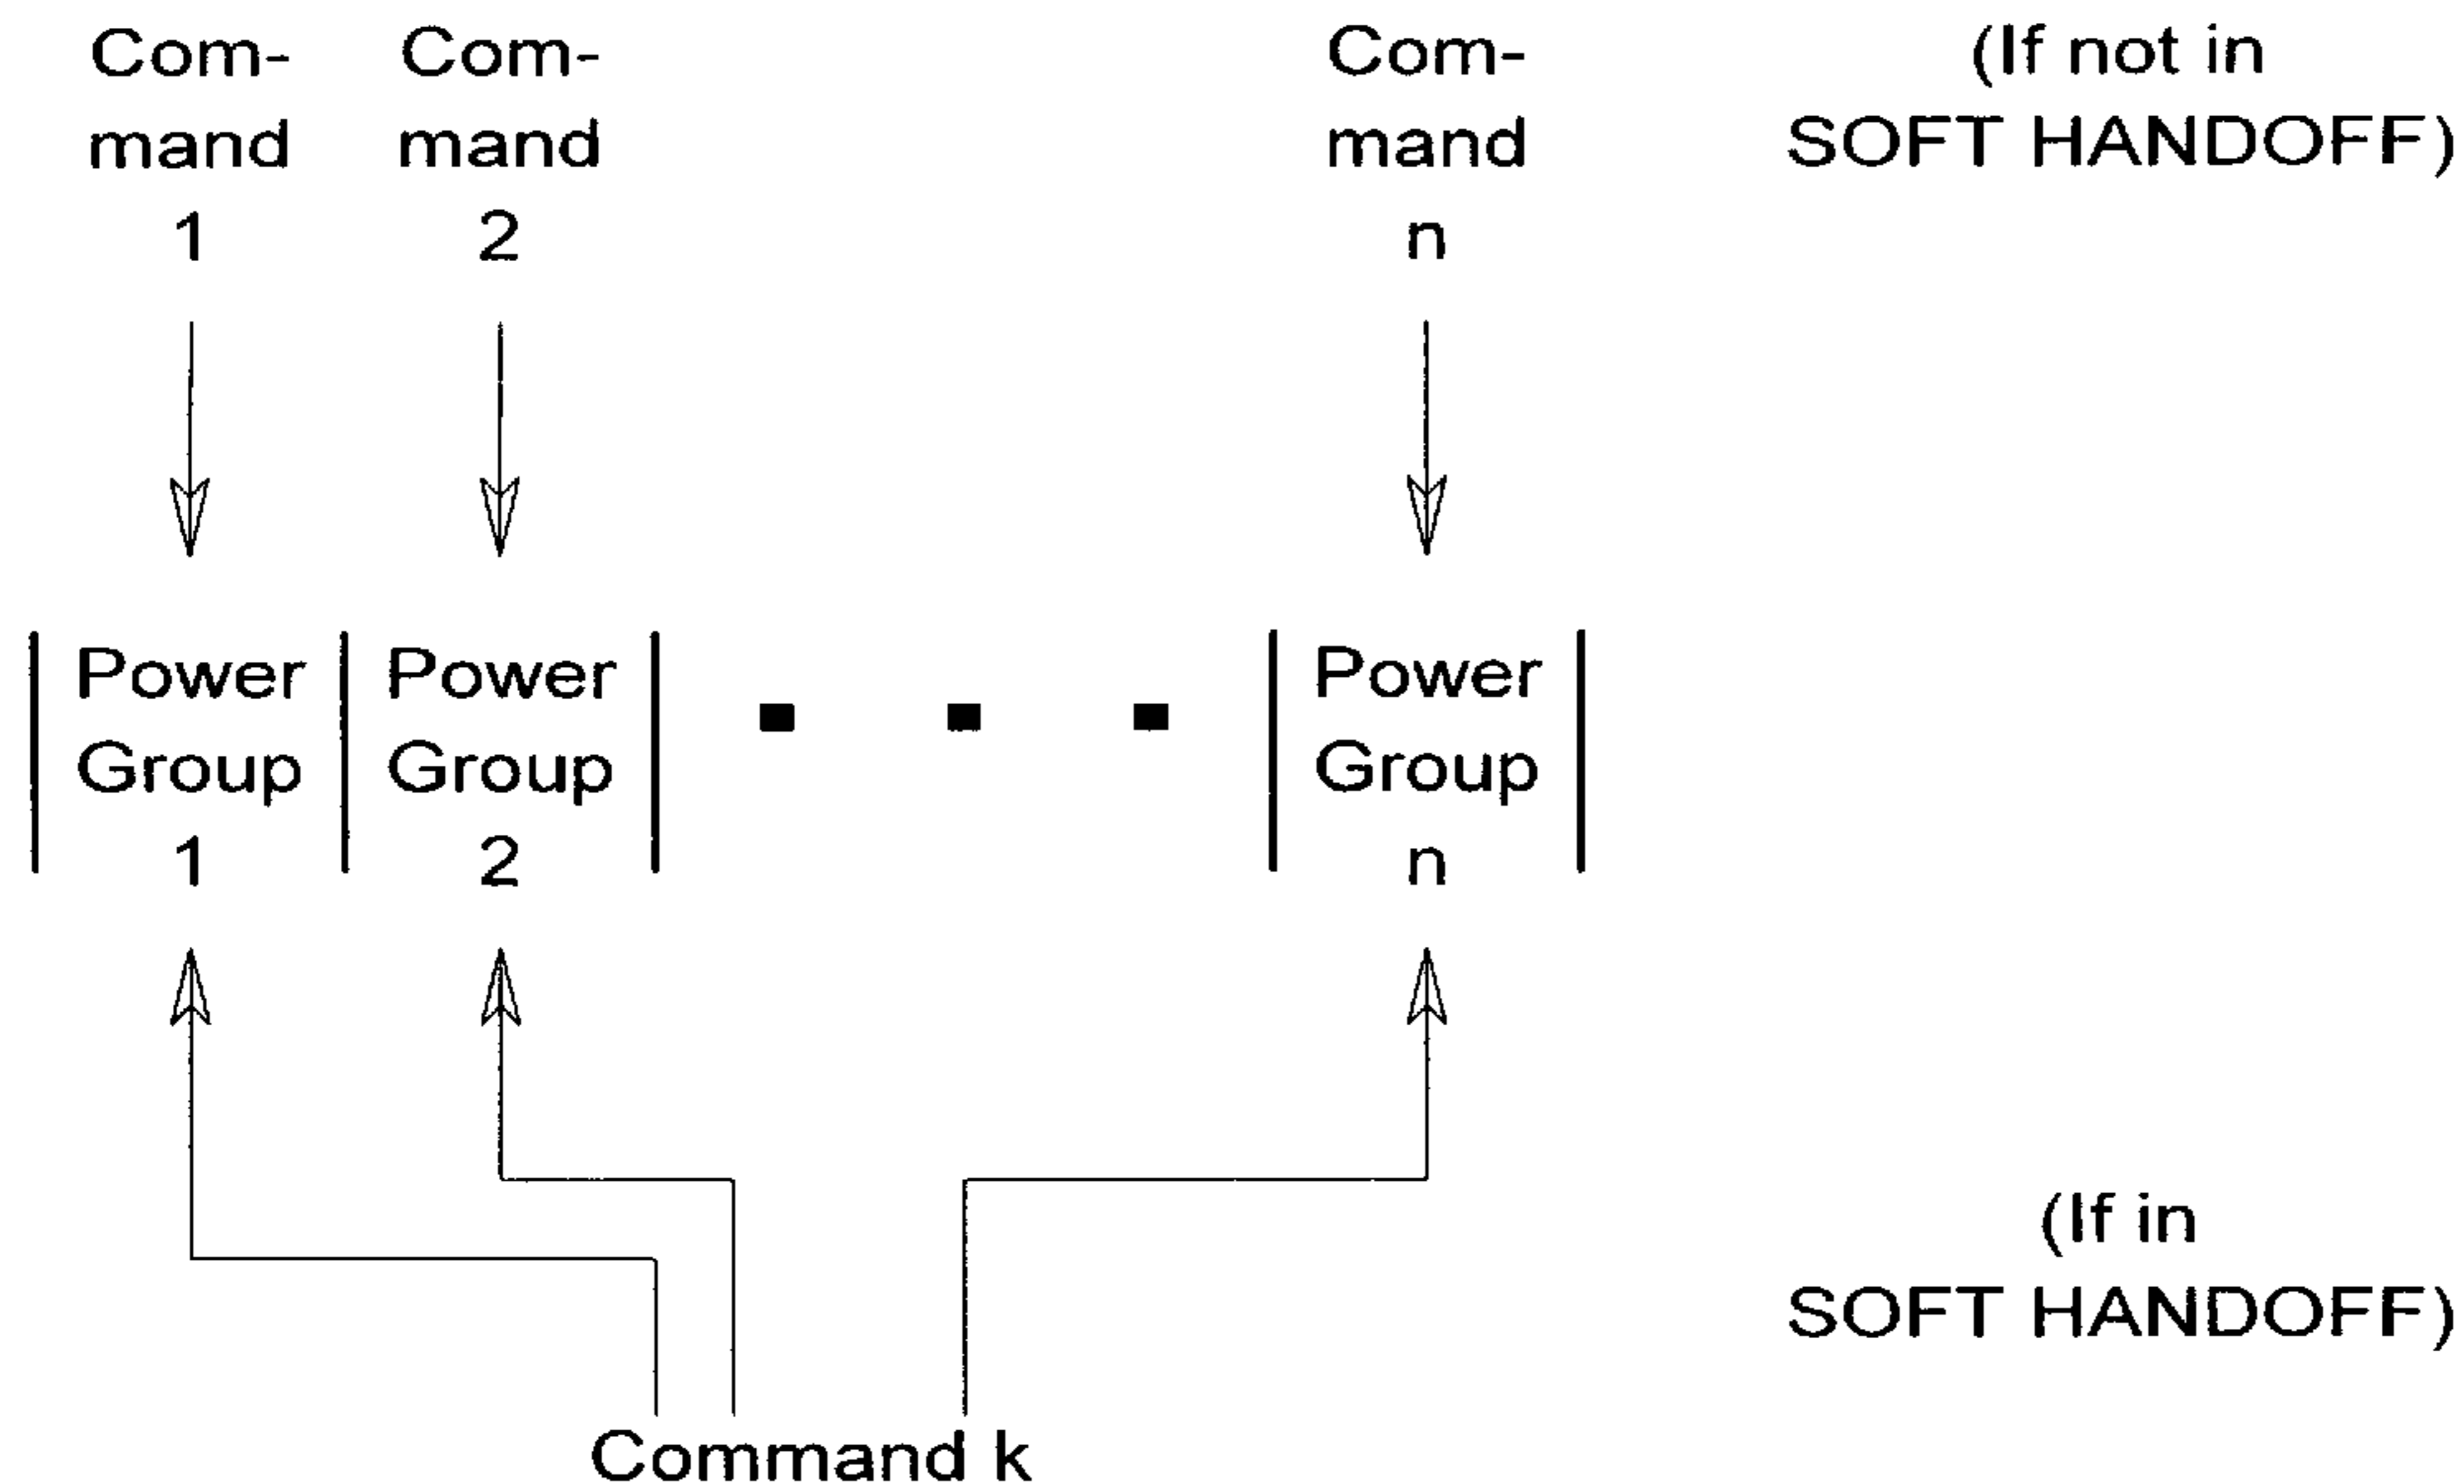 Com-
mand
1
Com-
mand
2
Com-
mand
n
(If not in
SOFT HANDOFF)
Power
Group
1
Power
Group
2
Power
Group
n
(If in
SOFT HANDOFF)
Command k